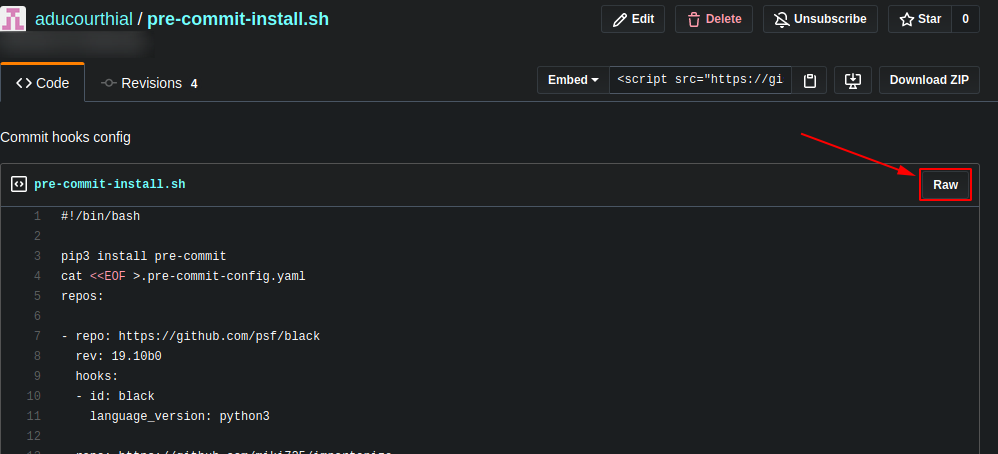 aducourthial / pre-commit-install.sh
Edit Delete Unsubscribe Star 0
Code Revisions 4
Embed <script src="https://gi Download ZIP
Commit hooks config
pre-commit-install.sh Raw
1 #!/bin/bash
2
3 pip3 install pre-commit
4 cat <<EOF >.pre-commit-config.yaml
5 repos:
6
7 - repo: https://github.com/psf/black
8 rev: 19.10b0
9 hooks:
10 - id: black
11 language_version: python3
12